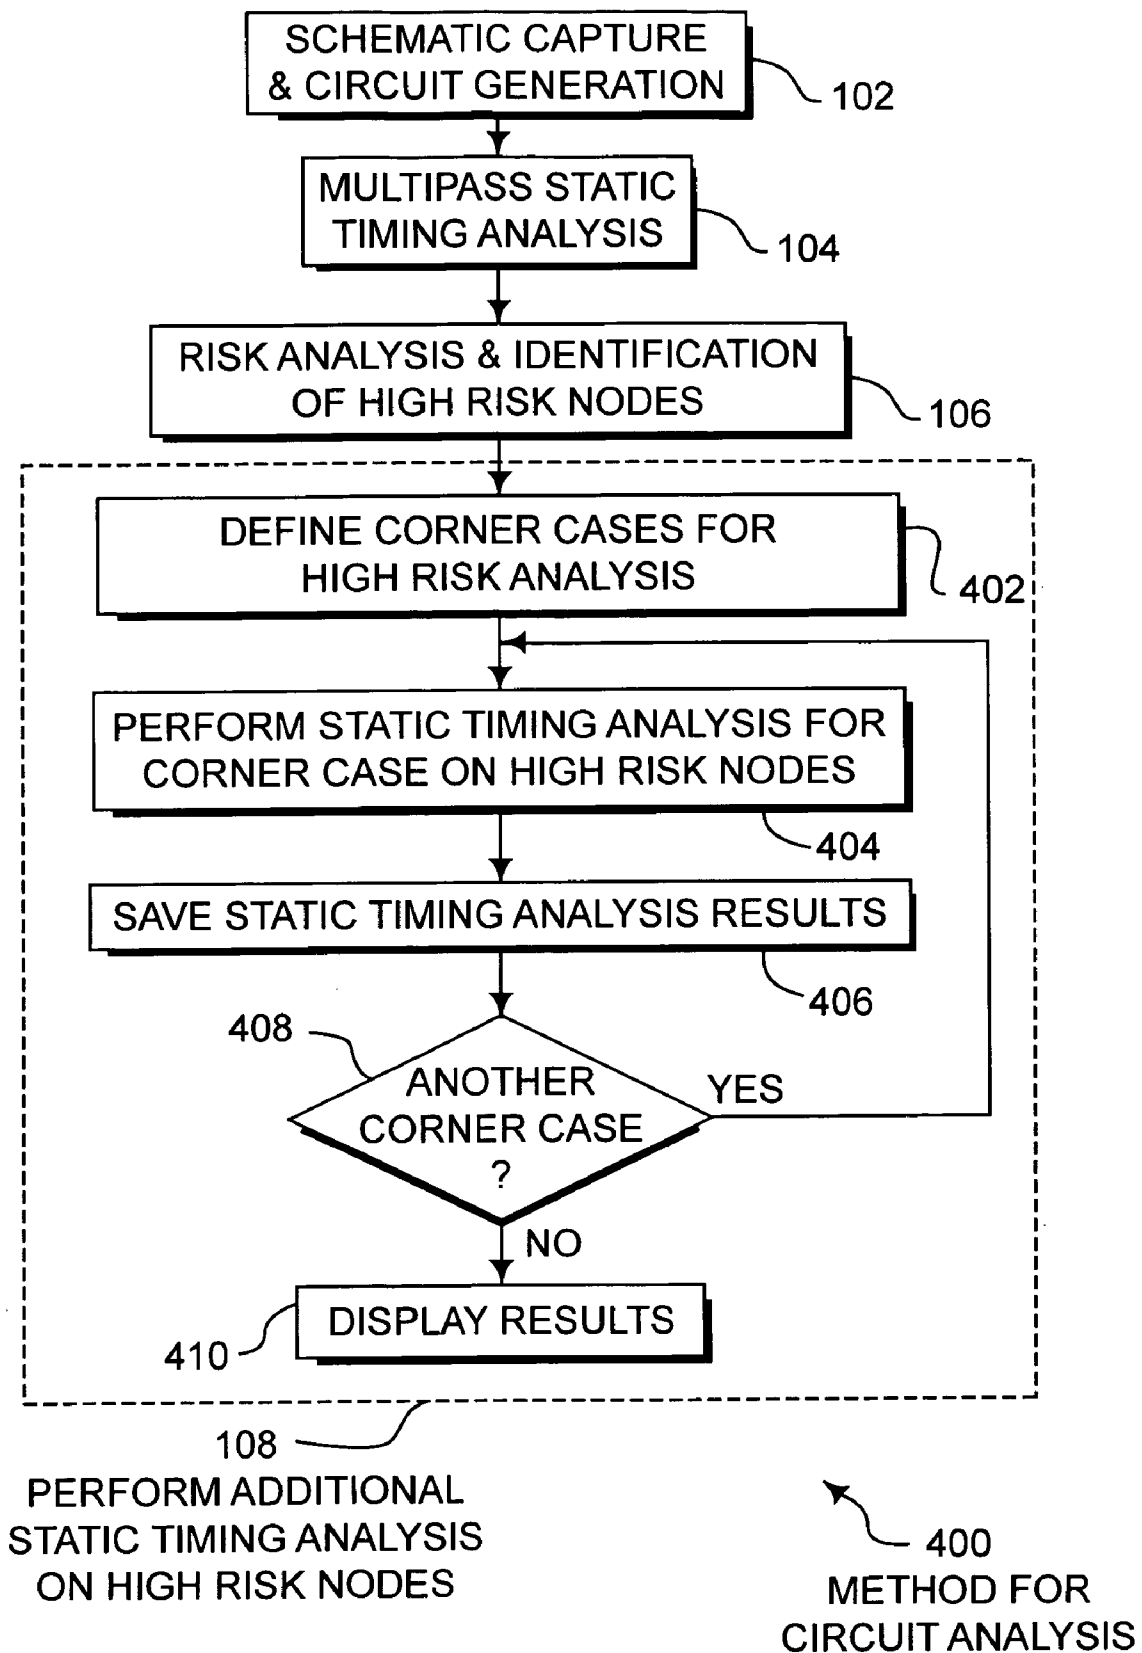 SCHEMATIC CAPTURE
& CIRCUIT GENERATION
102
MULTIPASS STATIC
TIMING ANALYSIS
104
RISK ANALYSIS & IDENTIFICATION
OF HIGH RISK NODES
106
DEFINE CORNER CASES FOR
HIGH RISK ANALYSIS
402
PERFORM STATIC TIMING ANALYSIS FOR
CORNER CASE ON HIGH RISK NODES
404
SAVE STATIC TIMING ANALYSIS RESULTS
406
408
ANOTHER
CORNER CASE
?
YES
NO
DISPLAY RESULTS
410
108
PERFORM ADDITIONAL
STATIC TIMING ANALYSIS
ON HIGH RISK NODES
400
METHOD FOR
CIRCUIT ANALYSIS